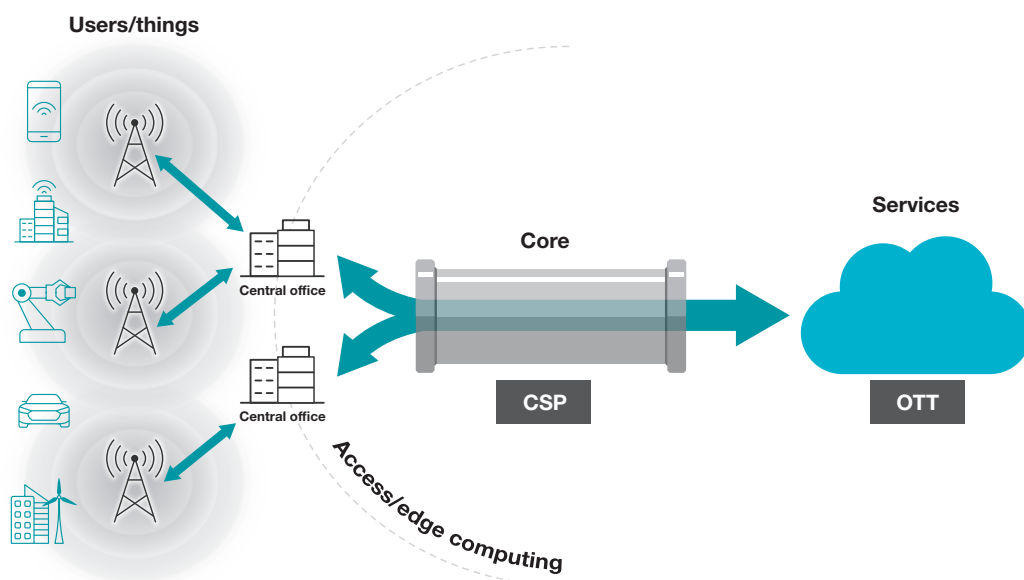 Users/things
Central office
Central office
Access/edge computing
Core
CSP
Services
OTT